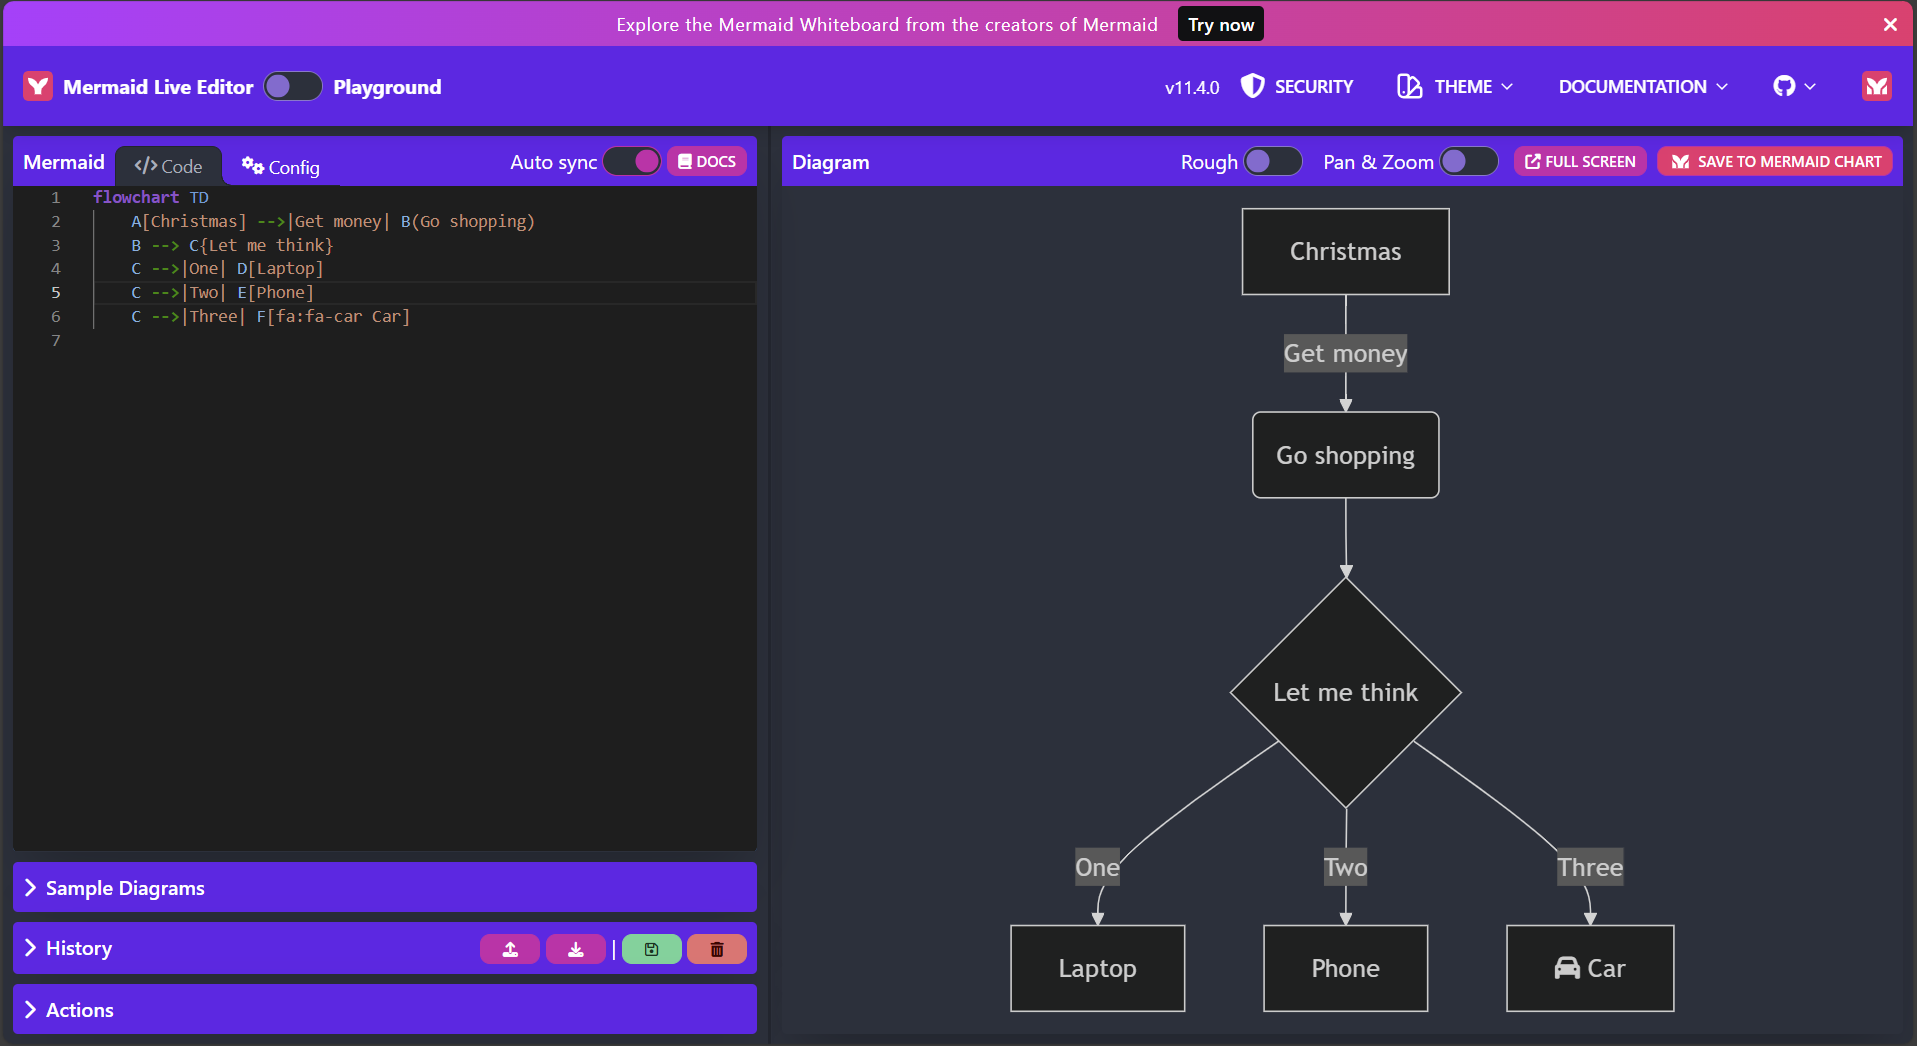 Explore the Mermaid Whiteboard from the creators of Mermaid Try now
Mermaid Live Editor Playground v11.4.0 SECURITY THEME DOCUMENTATION
Mermaid Code Config Auto sync DOCS
1 flowchart TD
2 A[Christmas] -->|Get money| B(Go shopping)
3 B --> C{Let me think}
4 C -->|One| D[Laptop]
5 C -->|Two| E[Phone]
6 C -->|Three| F[fa:fa-car Car]
7
Sample Diagrams
History
Actions
Diagram Rough Pan & Zoom FULL SCREEN SAVE TO MERMAID CHART
Christmas
Get money
Go shopping
Let me think
One Two Three
Laptop Phone Car